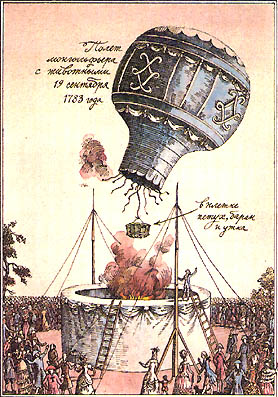 Полет
монгольфьера
с животными
19 сентября
1783 года
в клетке
петух, баран
и утка